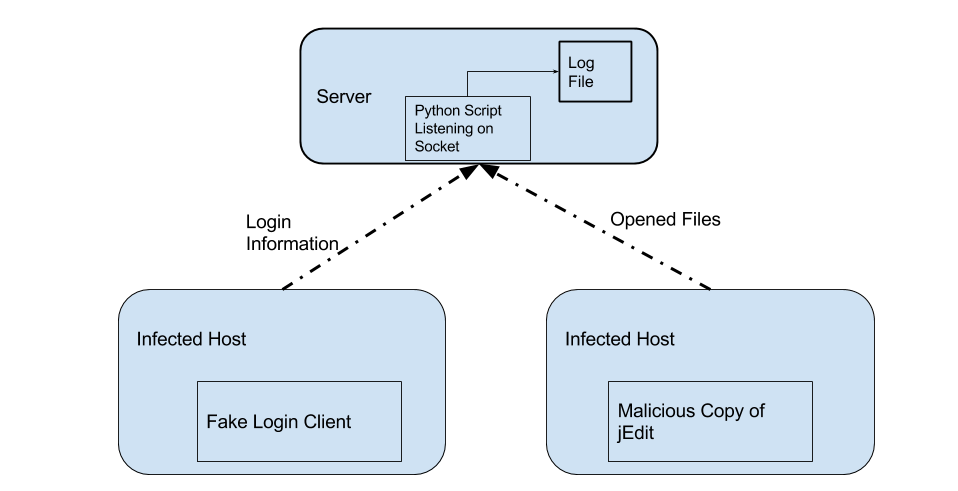 Server
Log
File
Python Script
Listening on
Socket
Login
Information
Opened Files
Infected Host
Fake Login Client
Infected Host
Malicious Copy of
jEdit